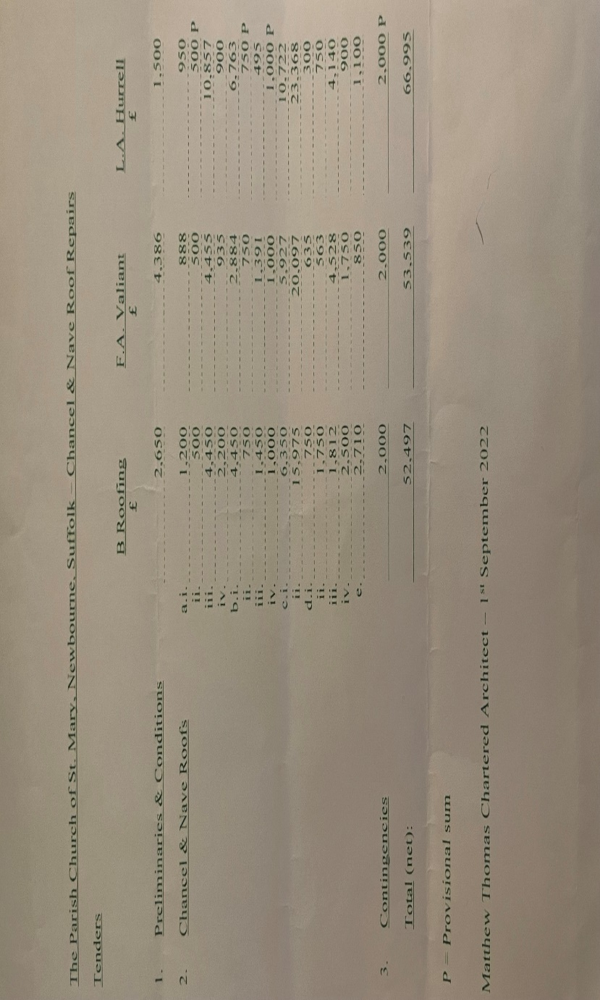 The Parish Church of St. Mary, Newbourne, Suffolk – Chancel & Nave Roof Repairs
Tenders
B Roofing F.A. Valiant L.A. Hurrell
£ £ £
1. Preliminaries & Conditions 2,650 4,386 1,500
2. Chancel & Nave Roofs a.i. 1,200 888 950
ii. 500 500 500 P
iii. 4,450 4,455 10,857
iv. 2,200 935 900
b.i. 4,450 2,884 6,763
ii. 750 750 750 P
iii. 1,450 1,391 495
iv. 1,000 1,000 1,000 P
c.i. 6,350 5,927 10,722
ii. 15,975 20,097 23,368
d.i. 750 635 300
ii. 1,750 563 750
iii. 1,812 4,528 4,140
iv. 2,500 1,750 900
e. 2,710 850 1,100
3. Contingencies 2,000 2,000 2,000 P
Total (net): 52,497 53,539 66,995
P = Provisional sum
Matthew Thomas Chartered Architect – 1st September 2022